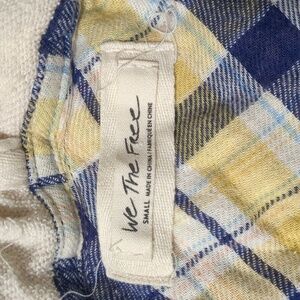 We The Free
SMALL MADE IN CHINA / FABRIQUÉ EN CHINE